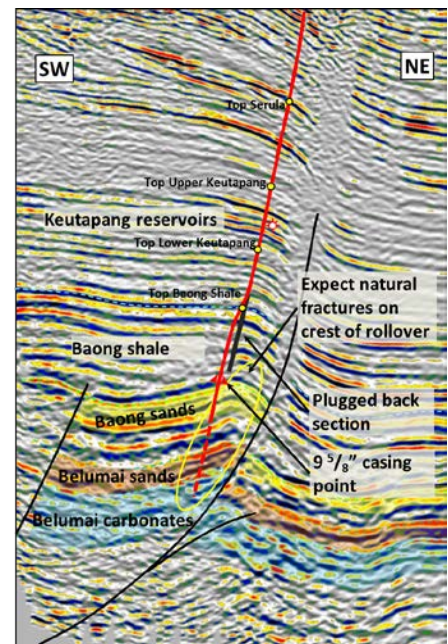 SW
NE
Top Serula
Top Upper Keutapang
Keutapang reservoirs
Top Lower Keutapang
Top Baong Shale
Expect natural
fractures on
crest of rollover
Baong shale
Plugged back
section
Baong sands
9 5/8" casing
point
Belumai sands
Belumai carbonates